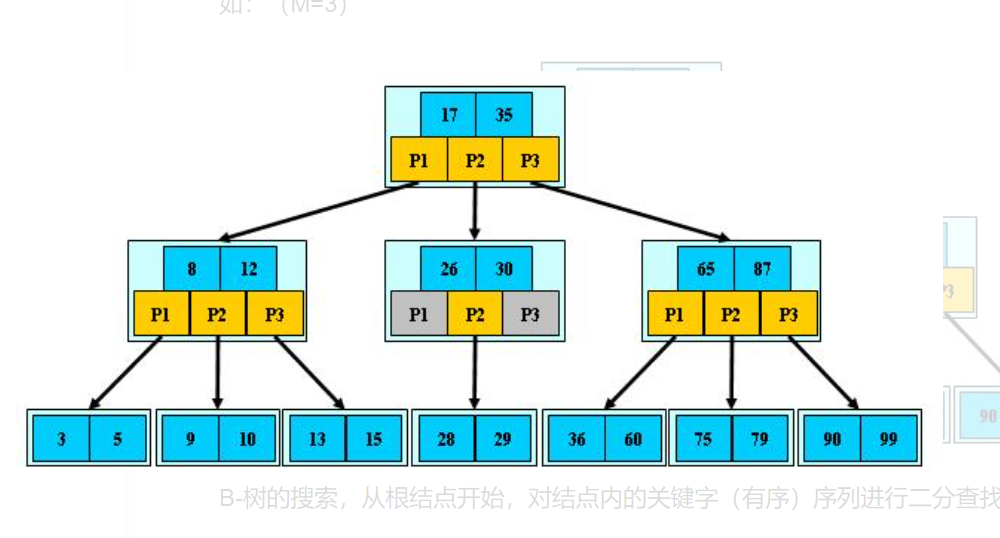 如：（M=3）
17 35
P1 P2 P3
8 12 26 30 65 87
P1 P2 P3 P1 P2 P3 P1 P2 P3
P3
3 5 9 10 13 15 28 29 36 60 75 79 90 99
90
B-树的搜索，从根结点开始，对结点内的关键字（有序）序列进行二分查找